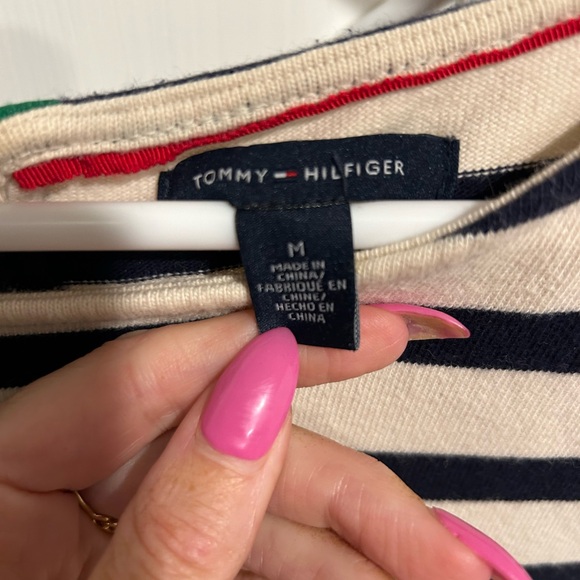 TOMMY HILFIGER
M
MADE IN
CHINA/
FABRIQUÉ EN
CHINE/
HECHO EN
CHINA